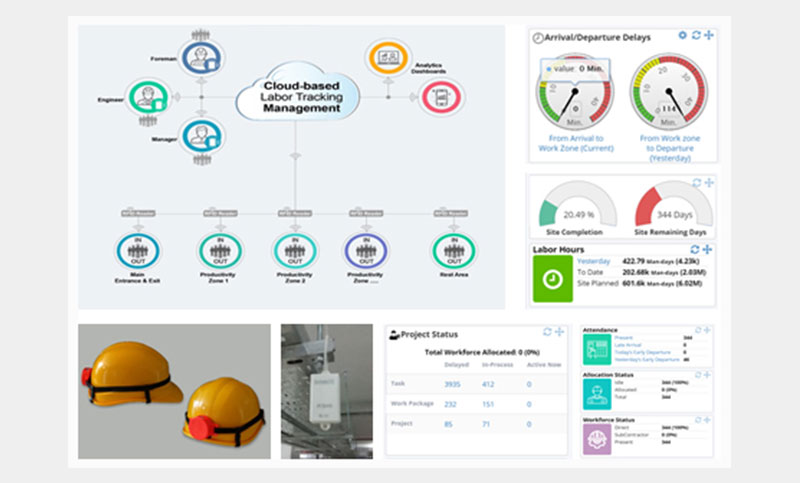 Foreman
Engineer
Manager
Cloud-based
Labor Tracking
Management
Analytics
Dashboards
RFID Reader
RFID Reader
RFID Reader
RFID Reader
RFID Reader
IN
OUT
Main
Entrance & Exit
IN
OUT
Productivity
Zone 1
IN
OUT
Productivity
Zone 2
IN
OUT
Productivity
Zone ....
IN
OUT
Rest Area
Arrival/Departure Delays
value: 0 Min.
0
Min.
From Arrival to
Work Zone (Current)
20
30
40
0
114
Min.
From Work zone
to Departure
(Yesterday)
20.49 %
Site Completion
344 Days
Site Remaining Days
Labor Hours
Yesterday 422.79 Man-days (4.23k)
To Date 202.68k Man-days (2.03M)
Site Planned 601.6k Man-days (6.02M)
Project Status
Total Workforce Allocated: 0 (0%)
Delayed In-Process Active Now
Task 3935 412 0
Work Package 232 151 0
Project 85 71 0
Attendance
Present 344
Late Arrival 0
Today's Early Departure 0
Yesterday's Early Departure
Allocation Status
Idle 344 (100%)
Allocated 0 (0%)
Total 344
Workforce Status
Direct 344 (100%)
SubContractor 0 (0%)
Present 344